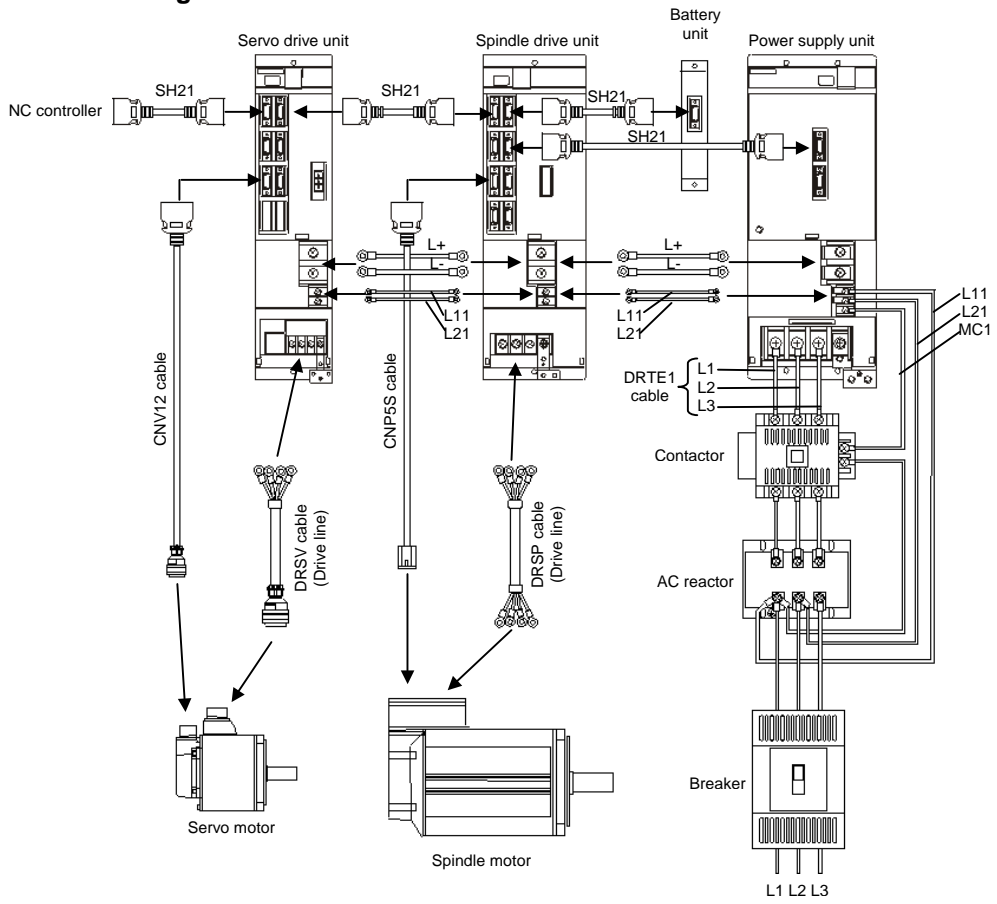 Battery
unit
Servo drive unit
Spindle drive unit
Power supply unit
NC controller
SH21
SH21
SH21
SH21
L+
L-
L+
L-
L11
L21
L11
L21
L11
L21
MC1
DRTE1
cable
L1
L2
L3
CNV12 cable
CNP5S cable
Contactor
DRSV cable
(Drive line)
DRSP cable
(Drive line)
AC reactor
Breaker
Servo motor
Spindle motor
L1 L2 L3